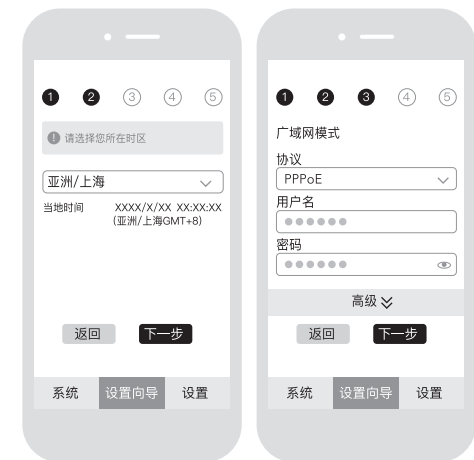 1 2 3 4 5
! 请选择您所在时区
亚洲/上海
当地时间 XXXX/X/XX XX:XX:XX
(亚洲/上海GMT+8)
返回 下一步
系统 设置向导 设置
1 2 3 4 5
广域网模式
协议
PPPoE
用户名
密码
高级
返回 下一步
系统 设置向导 设置